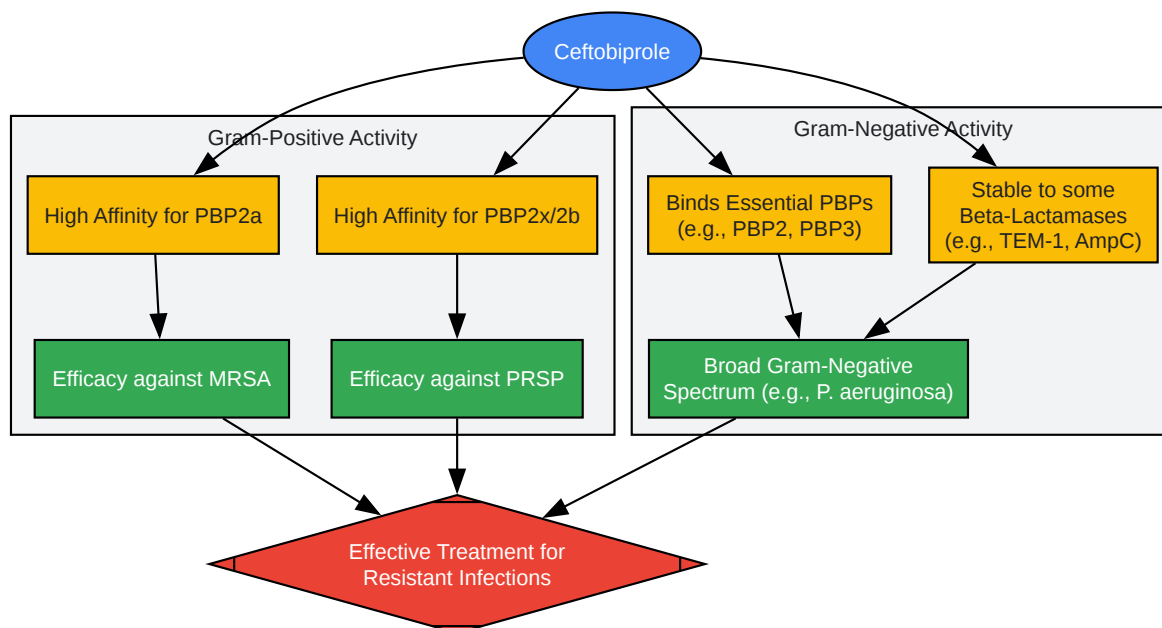 Ceftobiprole
Gram-Positive Activity
High Affinity for PBP2a
High Affinity for PBP2x/2b
Efficacy against MRSA
Efficacy against PRSP
Gram-Negative Activity
Binds Essential PBPs
(e.g., PBP2, PBP3)
Stable to some
Beta-Lactamases
(e.g., TEM-1, AmpC)
Broad Gram-Negative
Spectrum (e.g., P. aeruginosa)
Effective Treatment for
Resistant Infections